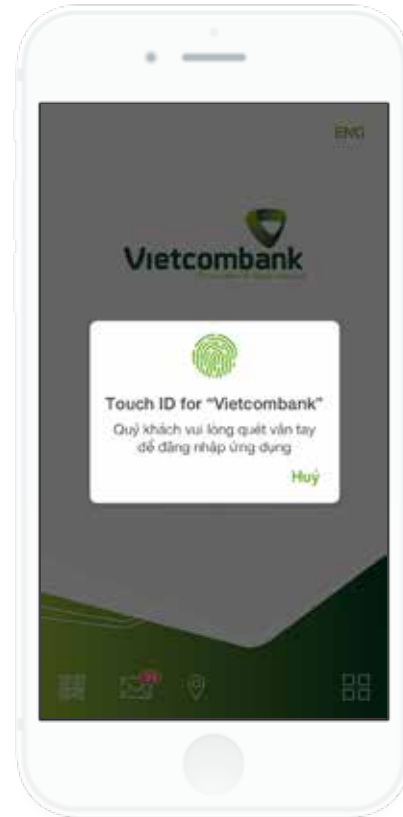 ENG
Vietcombank
Touch ID for “Vietcombank”
Quý khách vui lòng quét vân tay
để đăng nhập ứng dụng
Huỷ